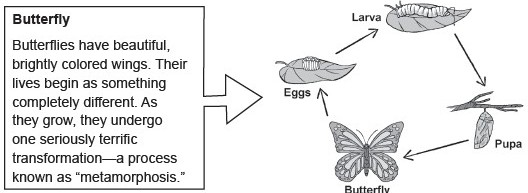 Butterfly
Butterflies have beautiful,
brightly colored wings. Their
lives begin as something
completely different. As
they grow, they undergo
one seriously terrific
transformation—a process
known as “metamorphosis.”
Larva
Eggs
Pupa
Butterfly